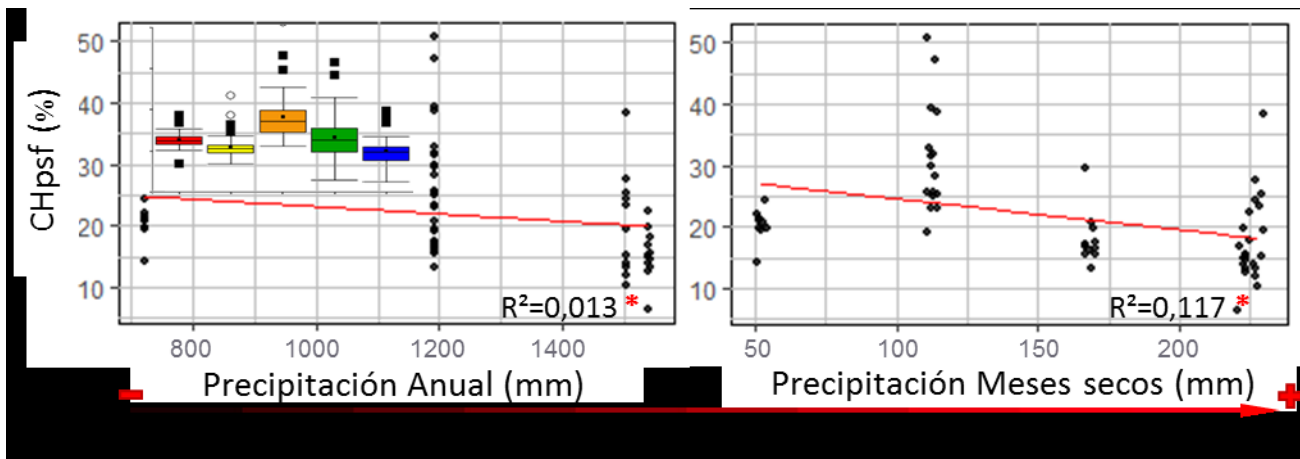 CHpsf (%)
50
40
30
20
10
R²=0,013 *
800 1000 1200 1400
Precipitación Anual (mm)
50
40
30
20
10
R²=0,117 *
50 100 150 200
Precipitación Meses secos (mm)
- +